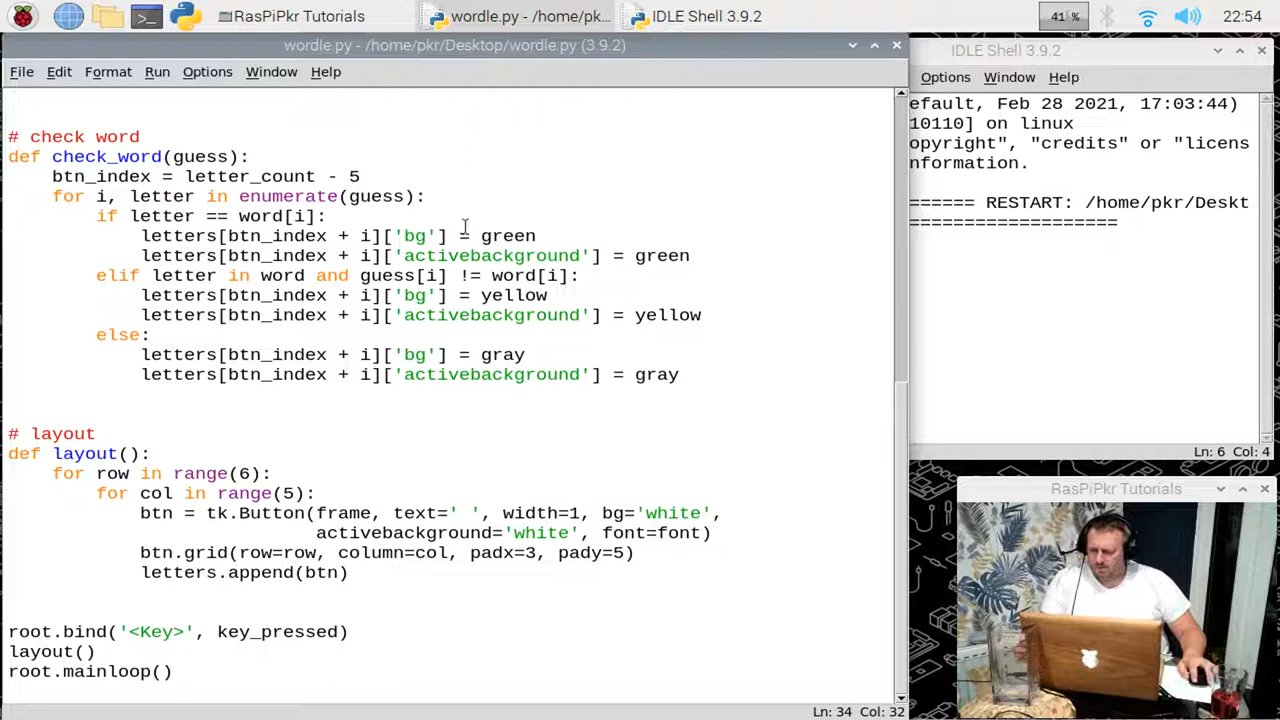 RasPiPkr Tutorials
wordle.py - /home/pk...
IDLE Shell 3.9.2
41 %
22:54
wordle.py - /home/pkr/Desktop/wordle.py (3.9.2)
File Edit Format Run Options Window Help
# check word
def check_word(guess):
    btn_index = letter_count - 5
    for i, letter in enumerate(guess):
        if letter == word[i]:
            letters[btn_index + i]['bg'] = green
            letters[btn_index + i]['activebackground'] = green
        elif letter in word and guess[i] != word[i]:
            letters[btn_index + i]['bg'] = yellow
            letters[btn_index + i]['activebackground'] = yellow
        else:
            letters[btn_index + i]['bg'] = gray
            letters[btn_index + i]['activebackground'] = gray
# layout
def layout():
    for row in range(6):
        for col in range(5):
            btn = tk.Button(frame, text=' ', width=1, bg='white',
                            activebackground='white', font=font)
            btn.grid(row=row, column=col, padx=3, pady=5)
            letters.append(btn)
root.bind('<Key>', key_pressed)
layout()
root.mainloop()
Ln: 34 Col: 32
IDLE Shell 3.9.2
Options Window Help
efault, Feb 28 2021, 17:03:44)
10110] on linux
opyright", "credits" or "licens
nformation.
====== RESTART: /home/pkr/Deskt
===================
Ln: 6 Col: 4
RasPiPkr Tutorials